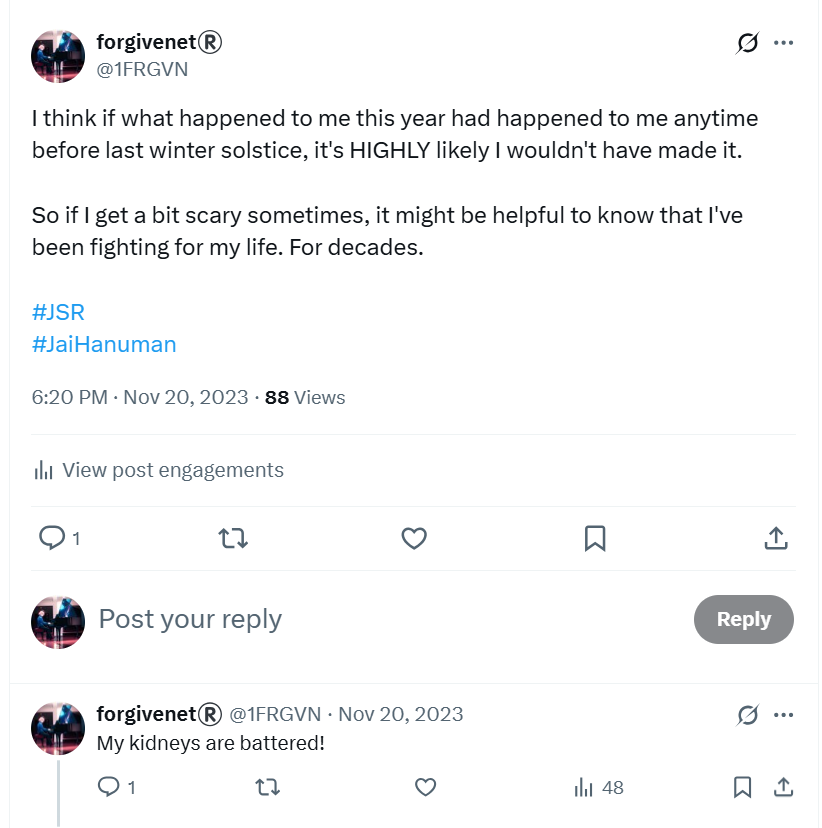 forgivenet®
@1FRGVN
I think if what happened to me this year had happened to me anytime
before last winter solstice, it's HIGHLY likely I wouldn't have made it.
So if I get a bit scary sometimes, it might be helpful to know that I've
been fighting for my life. For decades.
#JSR
#JaiHanuman
6:20 PM · Nov 20, 2023 · 88 Views
View post engagements
1
Post your reply
Reply
forgivenet® @1FRGVN · Nov 20, 2023
My kidneys are battered!
1 48